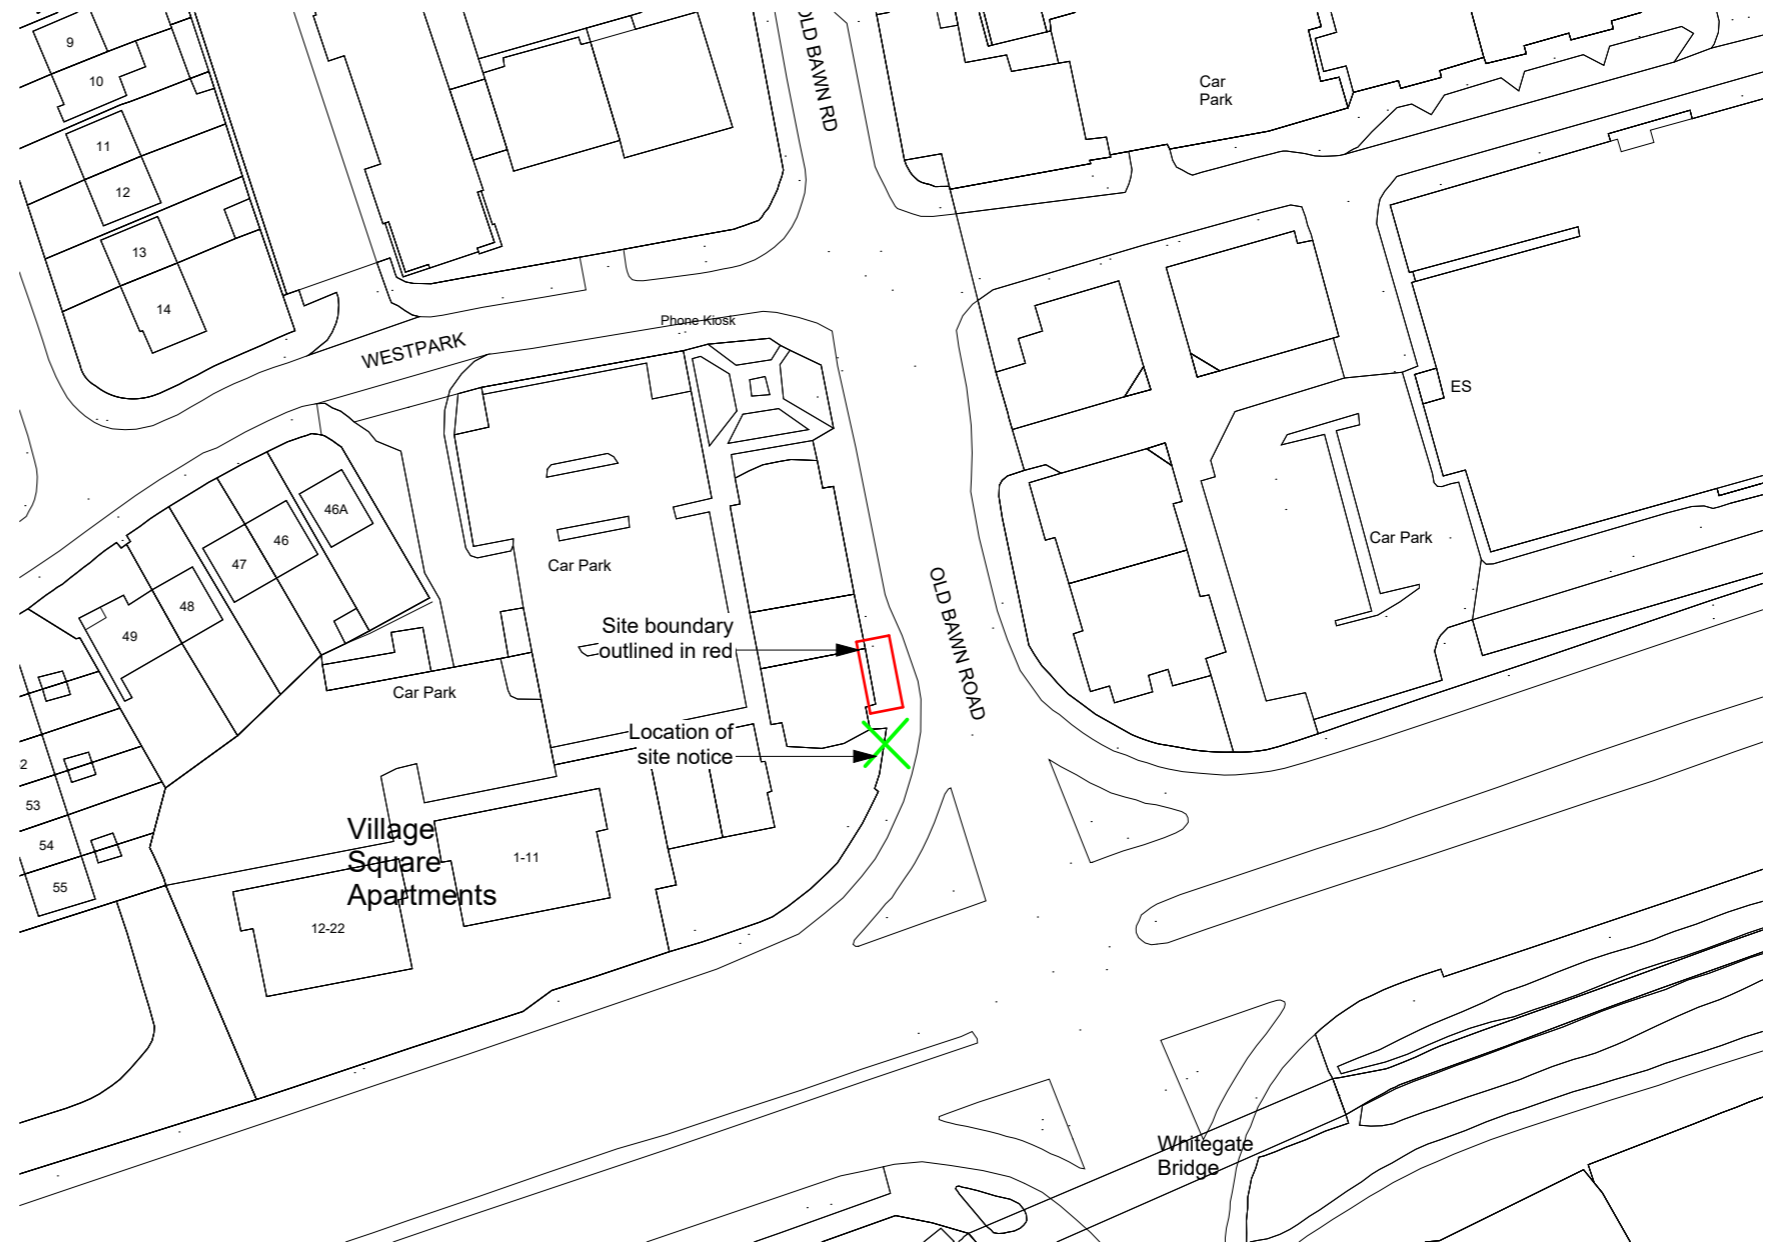 9
10
11
12
13
14
OLD BAWN RD
Car
Park
WESTPARK
Phone Kiosk
ES
46A
46
47
48
49
Car Park
Car Park
OLD BAWN ROAD
Site boundary
outlined in red
Car Park
Location of
site notice
2
53
54
55
Village
Square
Apartments
1-11
12-22
Whitegate
Bridge